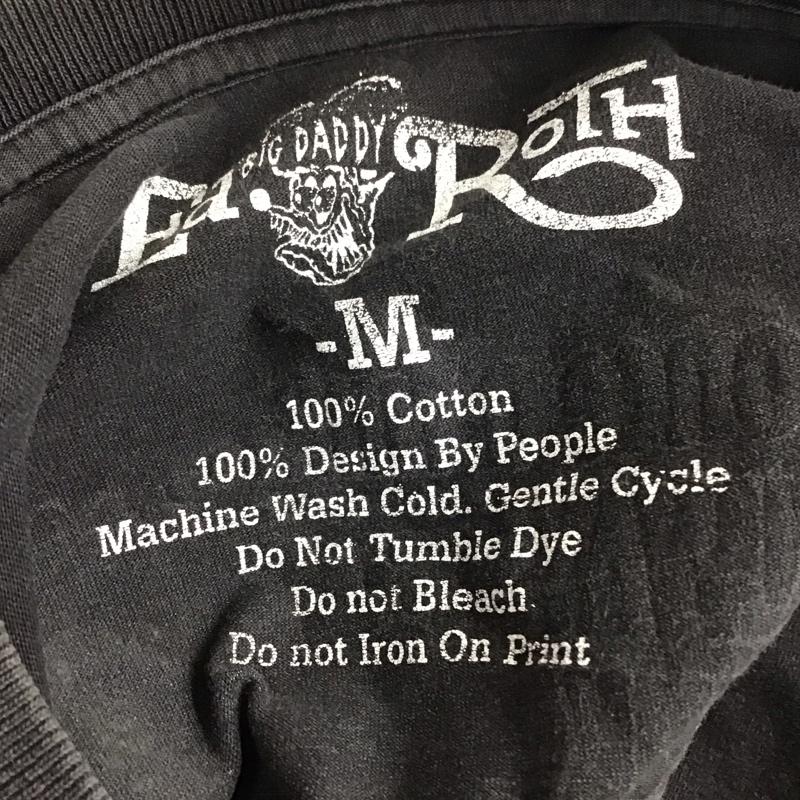 Ed "BIG DADDY" ROTH
-M-
100% Cotton
100% Design By People
Machine Wash Cold. Gentle Cycle
Do Not Tumble Dye
Do not Bleach.
Do not Iron On Print